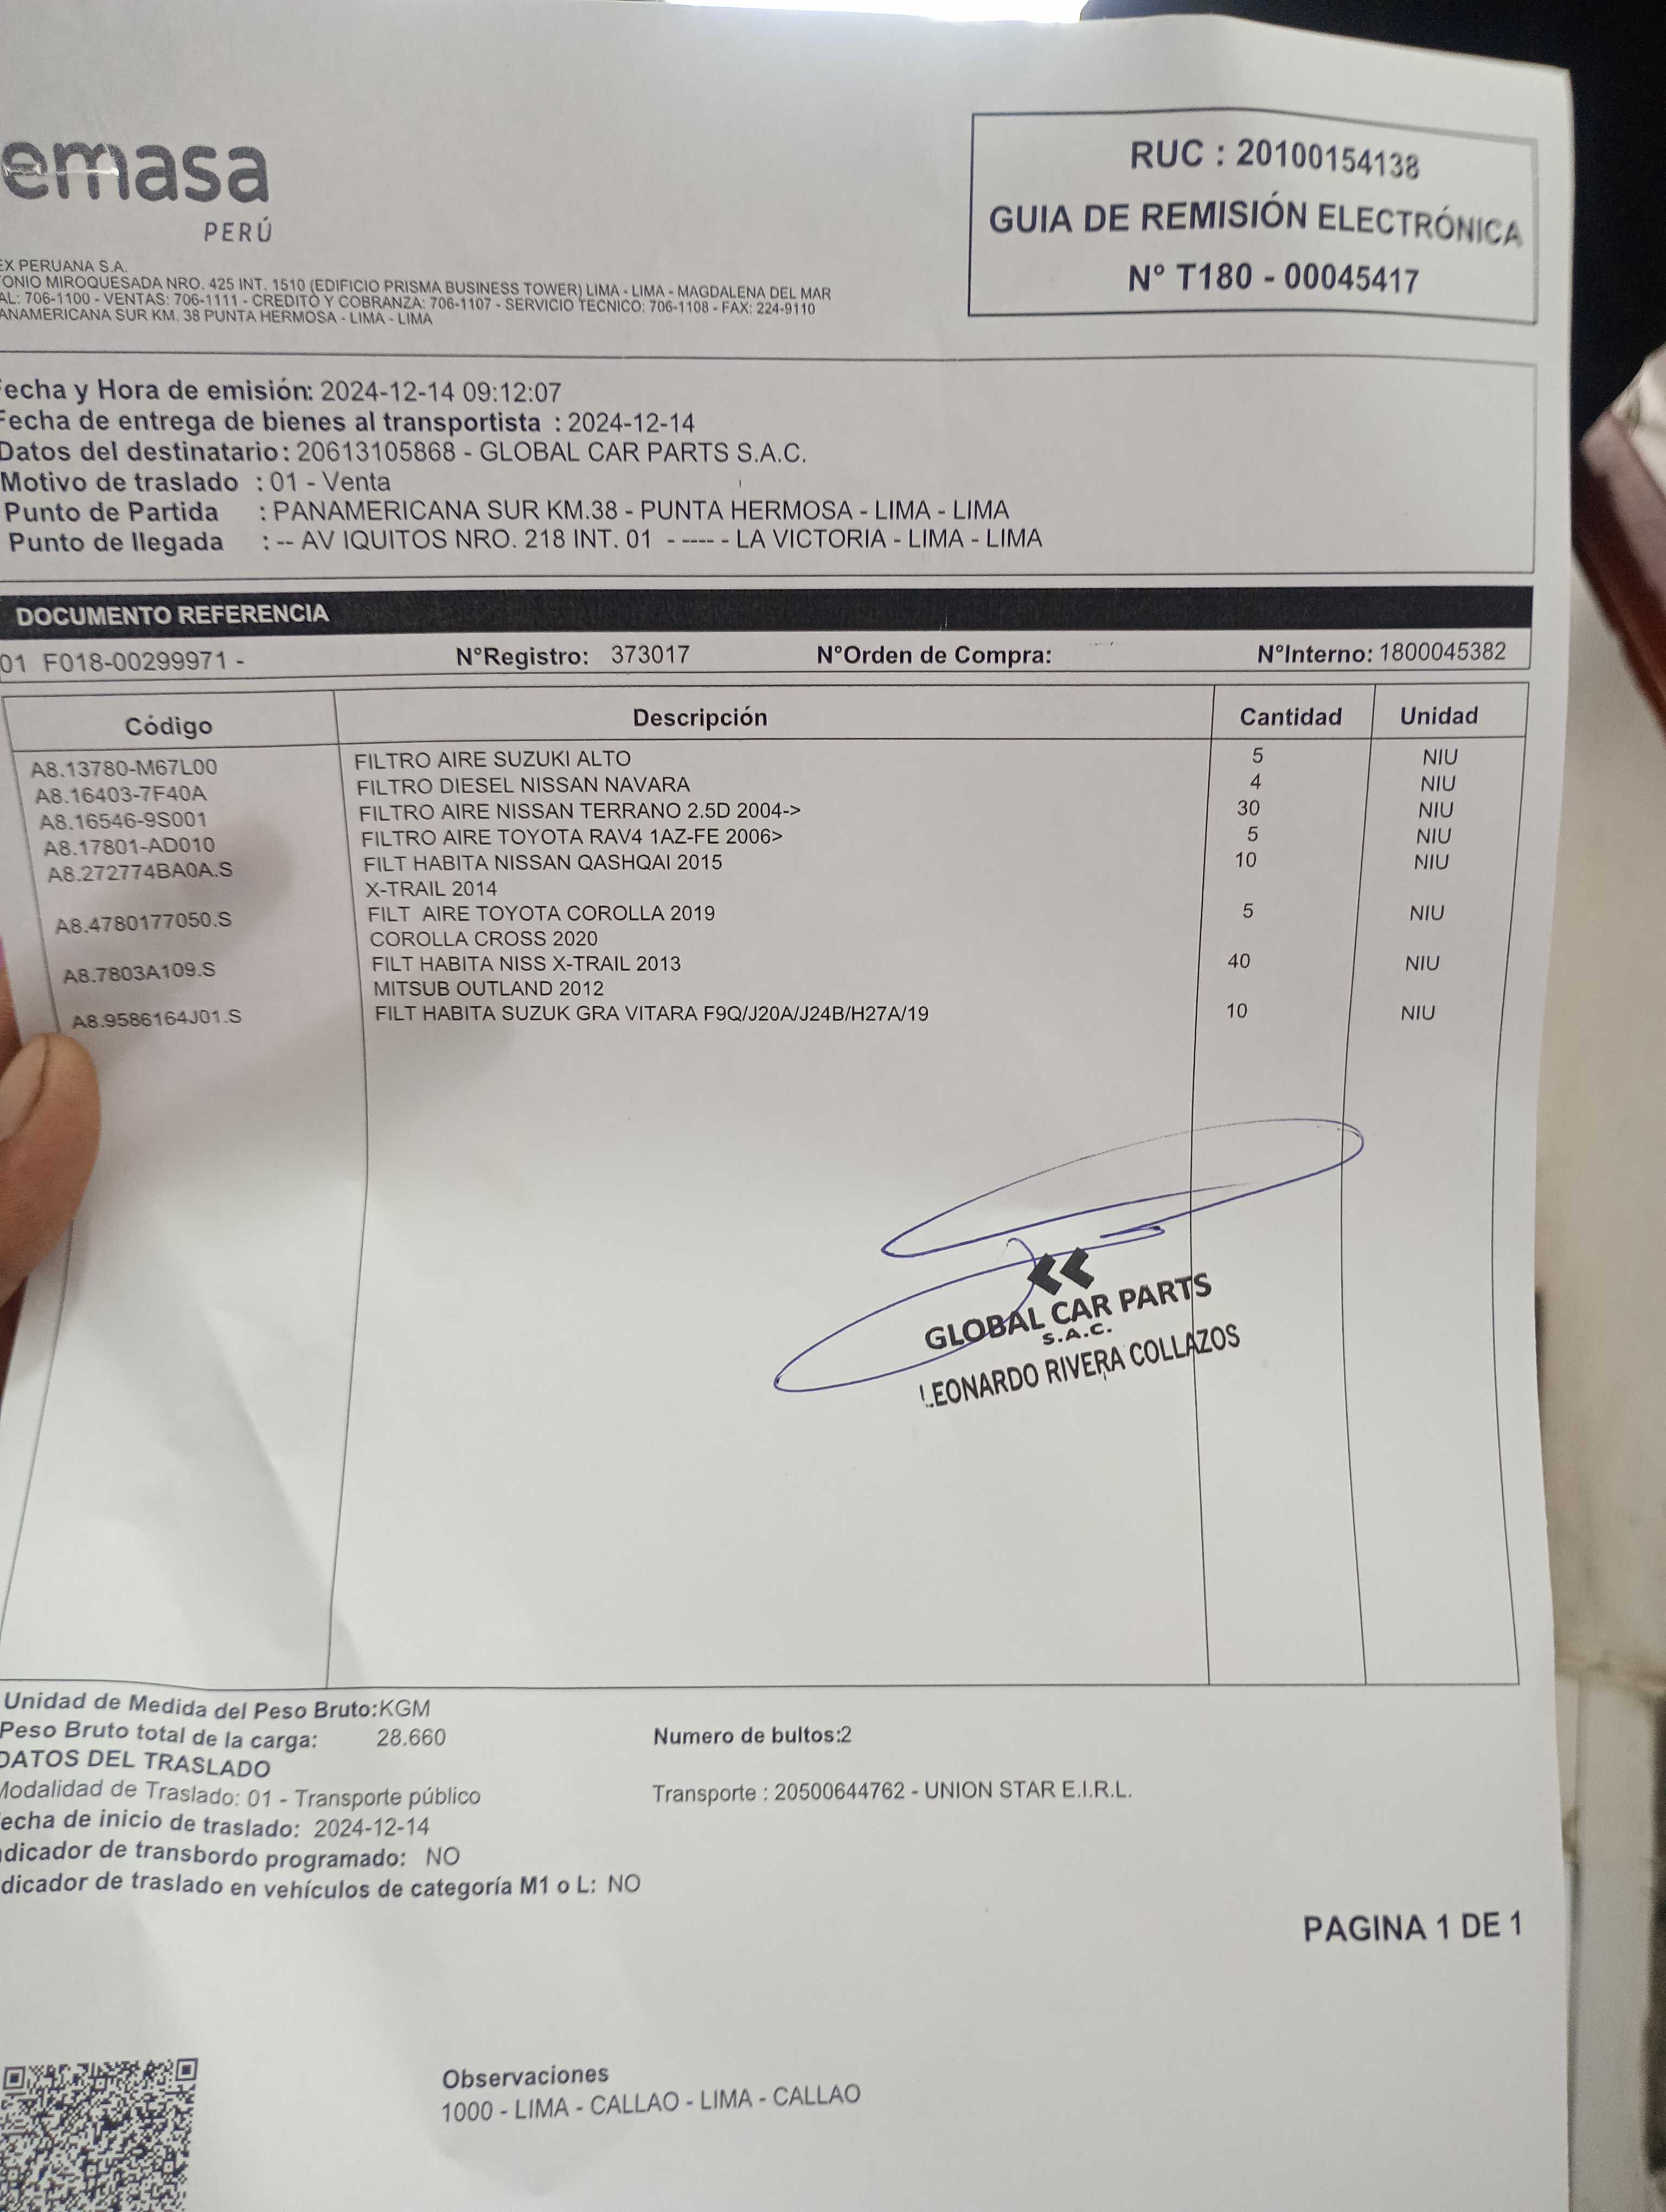 emasa
PERÚ
RUC : 20100154138
GUIA DE REMISIÓN ELECTRÓNICA
N° T180 - 00045417
EX PERUANA S.A.
MIROQUESADA NRO. 425 INT. 1510 (EDIFICIO PRISMA BUSINESS TOWER) LIMA - LIMA - MAGDALENA DEL MAR
706-1100 - VENTAS: 706-1111 - CREDITO Y COBRANZA: 706-1107 - SERVICIO TECNICO: 706-1108 - FAX: 224-9110
ANAMERICANA SUR KM. 38 PUNTA HERMOSA - LIMA - LIMA
echa y Hora de emisión: 2024-12-14 09:12:07
Fecha de entrega de bienes al transportista : 2024-12-14
Datos del destinatario: 20613105868 - GLOBAL CAR PARTS S.A.C.
Motivo de traslado : 01 - Venta
Punto de Partida : PANAMERICANA SUR KM.38 - PUNTA HERMOSA - LIMA - LIMA
Punto de llegada : -- AV IQUITOS NRO. 218 INT. 01 - ---- - LA VICTORIA - LIMA - LIMA
DOCUMENTO REFERENCIA
01 F018-00299971 - N°Registro: 373017 N°Orden de Compra: N°Interno: 1800045382
Código Descripción Cantidad Unidad
A8.13780-M67L00 FILTRO AIRE SUZUKI ALTO 5 NIU
A8.16403-7F40A FILTRO DIESEL NISSAN NAVARA 4 NIU
A8.16546-9S001 FILTRO AIRE NISSAN TERRANO 2.5D 2004-> 30 NIU
A8.17801-AD010 FILTRO AIRE TOYOTA RAV4 1AZ-FE 2006> 5 NIU
A8.272774BA0A.S FILT HABITA NISSAN QASHQAI 2015 10 NIU
X-TRAIL 2014
A8.4780177050.S FILT AIRE TOYOTA COROLLA 2019 5 NIU
COROLLA CROSS 2020
A8.7803A109.S FILT HABITA NISS X-TRAIL 2013 40 NIU
MITSUB OUTLAND 2012
A8.9586164J01.S FILT HABITA SUZUK GRA VITARA F9Q/J20A/J24B/H27A/19 10 NIU
GLOBAL CAR PARTS
S.A.C.
LEONARDO RIVERA COLLAZOS
Unidad de Medida del Peso Bruto:KGM
Peso Bruto total de la carga: 28.660 Numero de bultos:2
DATOS DEL TRASLADO
Modalidad de Traslado: 01 - Transporte público Transporte : 20500644762 - UNION STAR E.I.R.L.
echa de inicio de traslado: 2024-12-14
dicador de transbordo programado: NO
dicador de traslado en vehículos de categoría M1 o L: NO
PAGINA 1 DE 1
Observaciones
1000 - LIMA - CALLAO - LIMA - CALLAO